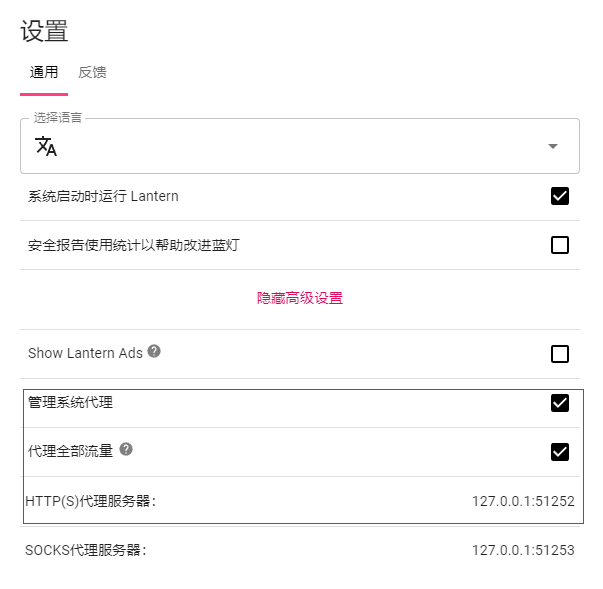 设置
通用 反馈
选择语言
系统启动时运行 Lantern
安全报告使用统计以帮助改进蓝灯
隐藏高级设置
Show Lantern Ads ?
管理系统代理
代理全部流量 ?
HTTP(S)代理服务器： 127.0.0.1:51252
SOCKS代理服务器： 127.0.0.1:51253